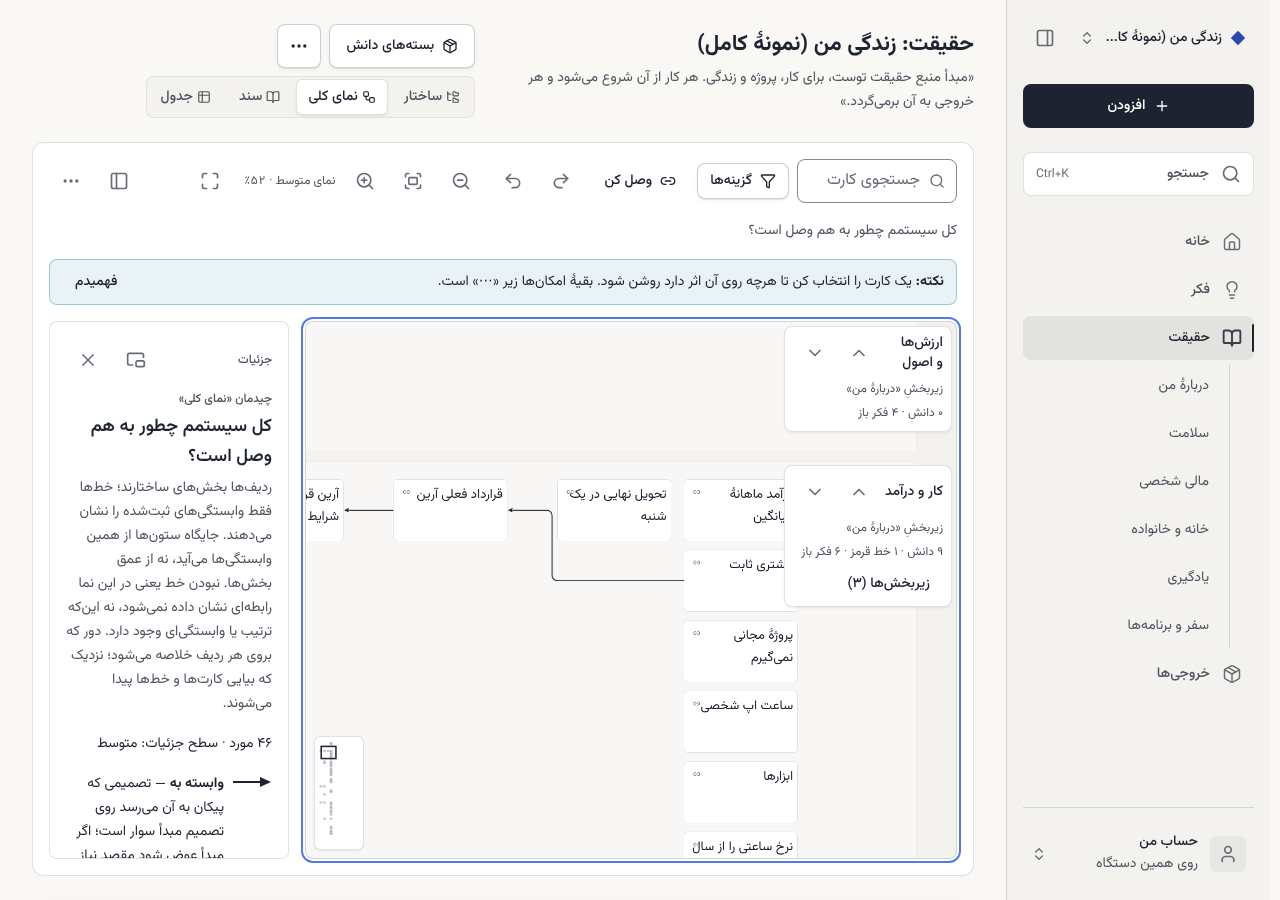 زندگی من (نمونهٔ کا...
افزودن
جستجو
Ctrl+K
خانه
فکر
حقیقت
دربارهٔ من
سلامت
مالی شخصی
خانه و خانواده
یادگیری
سفر و برنامه‌ها
خروجی‌ها
حساب من
روی همین دستگاه
حقیقت: زندگی من (نمونهٔ کامل)
«مبدأ منبع حقیقت توست، برای کار، پروژه و زندگی. هر کار از آن شروع می‌شود و هر
خروجی به آن برمی‌گردد.»
بسته‌های دانش
ساختار
نمای کلی
سند
جدول
جستجوی کارت
گزینه‌ها
وصل کن
نمای متوسط · ۵۲٪
کل سیستمم چطور به هم وصل است؟
نکته: یک کارت را انتخاب کن تا هرچه روی آن اثر دارد روشن شود. بقیهٔ امکان‌ها زیر «···» است.
فهمیدم
ارزش‌ها
و اصول
زیربخشِ «دربارهٔ من»
۰ دانش · ۴ فکر باز
کار و درآمد
زیربخشِ «دربارهٔ من»
۹ دانش · ۱ خط قرمز · ۶ فکر باز
زیربخش‌ها (۳)
ماهانهٔ
تحویل نهایی در یک
شنبه
قرارداد فعلی آرین
آرین
شرایط
ثابت
پروژهٔ مجانی
نمی‌گیرم
ساعت اپ شخصی
ابزارها
نرخ ساعتی را از سال
جزئیات
چیدمان «نمای کلی»
کل سیستمم چطور به هم
وصل است؟
ردیف‌ها بخش‌های ساختارند؛ خط‌ها
فقط وابستگی‌های ثبت‌شده را نشان
می‌دهند. جایگاه ستون‌ها از همین
وابستگی‌ها می‌آید، نه از عمق
بخش‌ها. نبودن خط یعنی در این نما
رابطه‌ای نشان داده نمی‌شود، نه این‌که
ترتیب یا وابستگی‌ای وجود دارد. دور که
بروی هر ردیف خلاصه می‌شود؛ نزدیک
که بیایی کارت‌ها و خط‌ها پیدا
می‌شوند.
۴۶ مورد · سطح جزئیات: متوسط
وابسته به — تصمیمی که
پیکان به آن می‌رسد روی
تصمیم مبدأ سوار است؛ اگر
مبدأ عوض شود مقصد نیاز